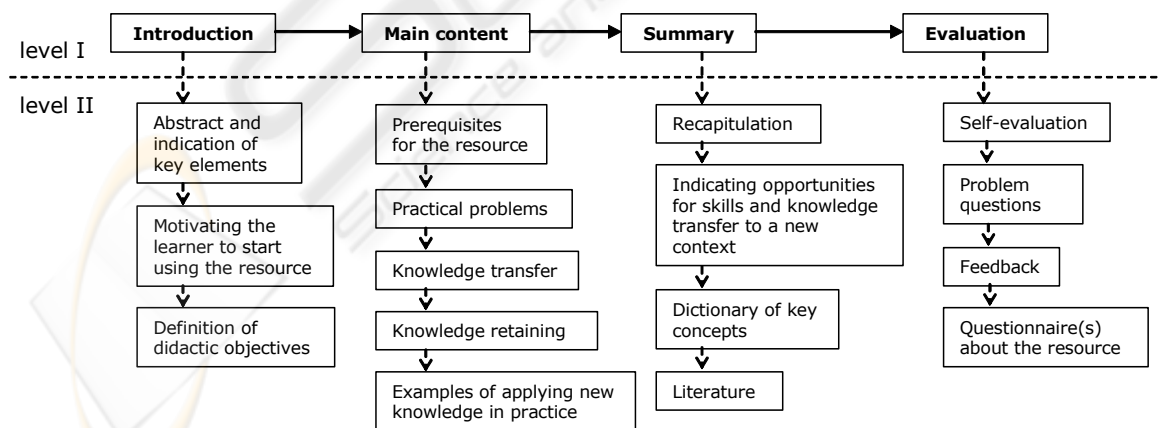 level I
Introduction
Main content
Summary
Evaluation
level II
Abstract and
indication of
key elements
Motivating the
learner to start
using the resource
Definition of
didactic objectives
Prerequisites
for the resource
Practical problems
Knowledge transfer
Knowledge retaining
Examples of applying new
knowledge in practice
Recapitulation
Indicating opportunities
for skills and knowledge
transfer to a new
context
Dictionary of key
concepts
Literature
Self-evaluation
Problem
questions
Feedback
Questionnaire(s)
about the resource